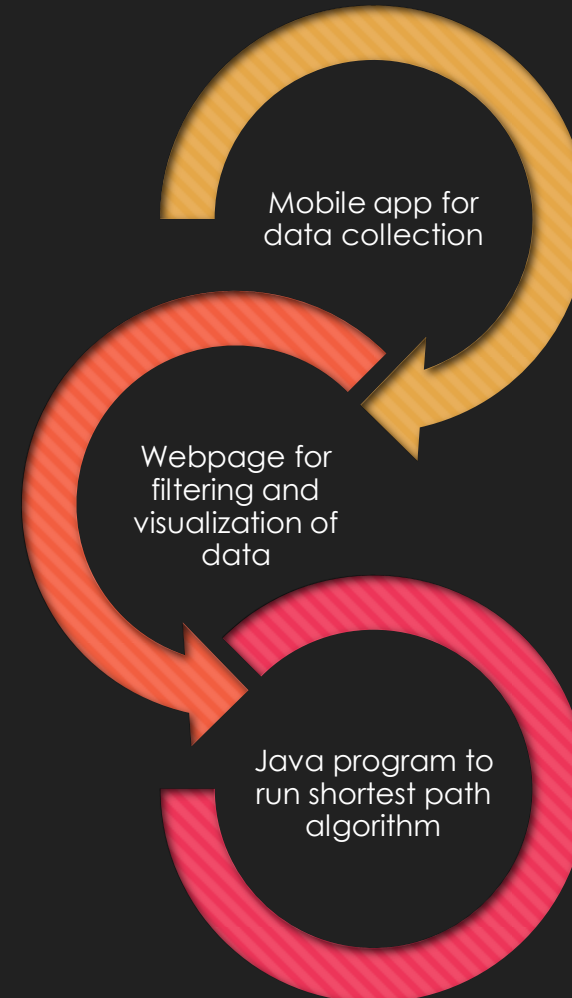 Mobile app for
data collection
Webpage for
filtering and
visualization of
data
Java program to
run shortest path
algorithm